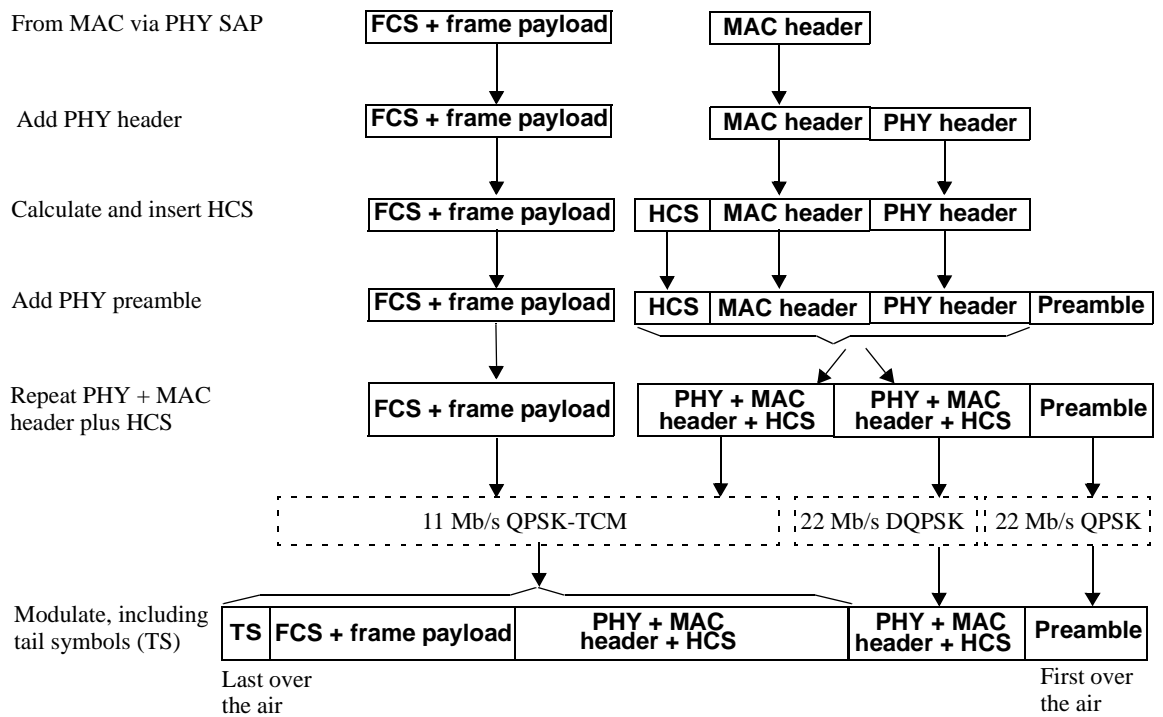 From MAC via PHY SAP
FCS + frame payload
MAC header
Add PHY header
FCS + frame payload
MAC header
PHY header
Calculate and insert HCS
FCS + frame payload
HCS
MAC header
PHY header
Add PHY preamble
FCS + frame payload
HCS
MAC header
PHY header
Preamble
Repeat PHY + MAC
header plus HCS
FCS + frame payload
PHY + MAC
header + HCS
PHY + MAC
header + HCS
Preamble
11 Mb/s QPSK-TCM
22 Mb/s DQPSK
22 Mb/s QPSK
Modulate, including
tail symbols (TS)
TS
FCS + frame payload
PHY + MAC
header + HCS
PHY + MAC
header + HCS
Preamble
Last over
the air
First over
the air